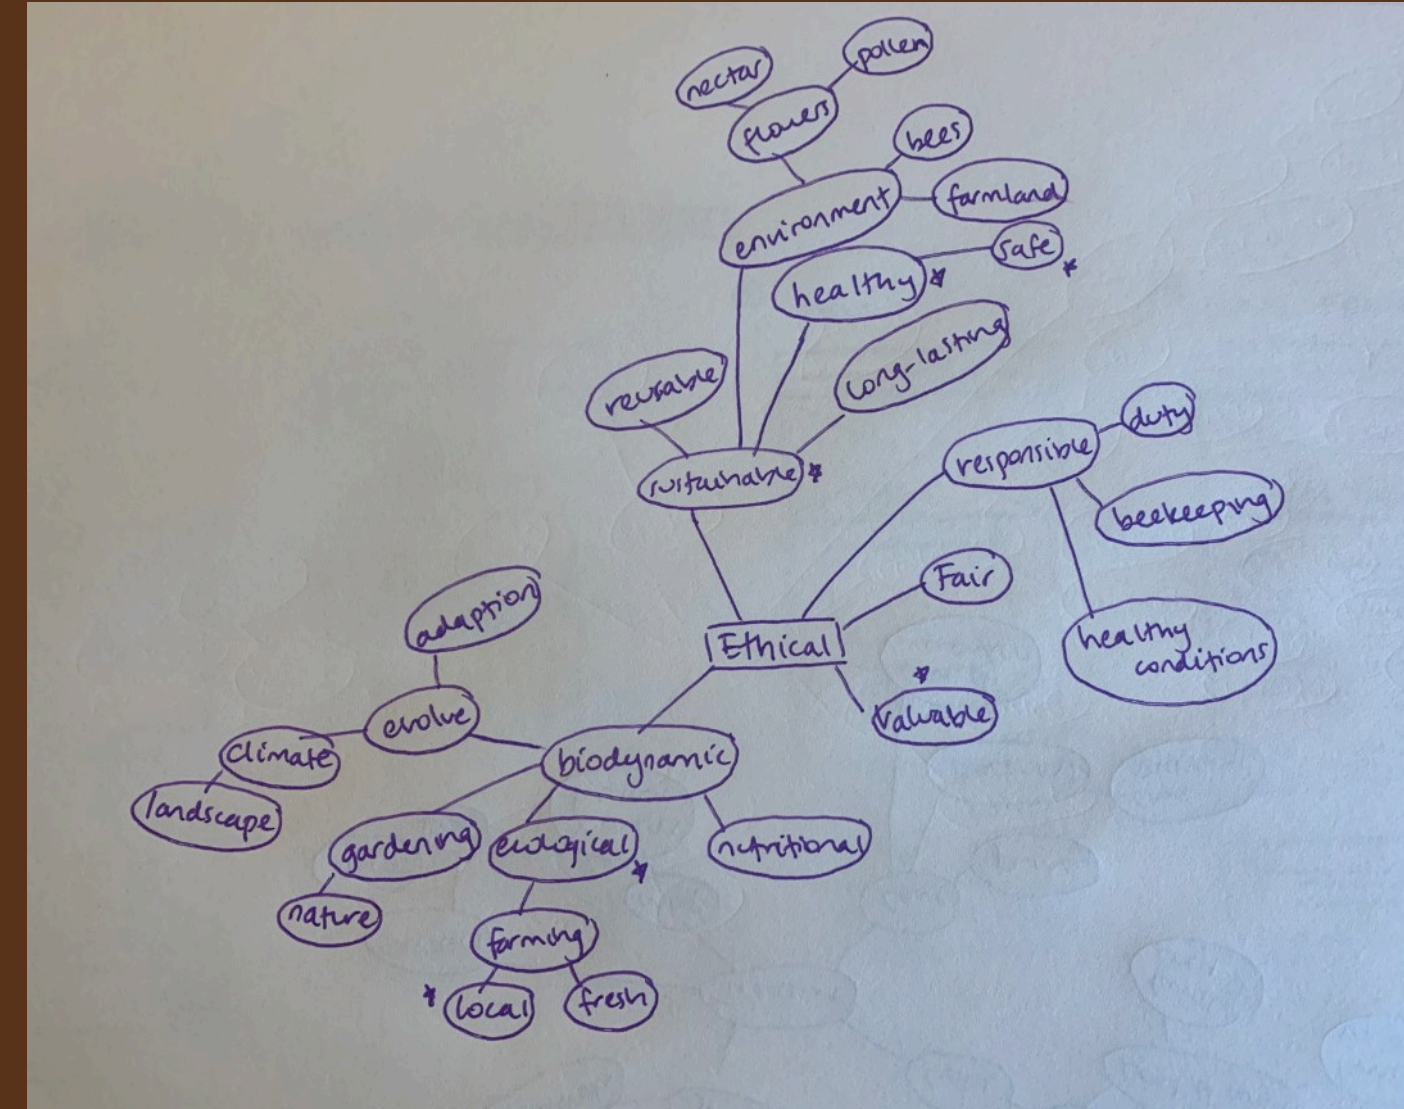 pollen
nectar
flowers
bees
environment
farmland
safe
healthy
long-lasting
reusable
sustainable
duty
responsible
beekeeping
Fair
healthy
conditions
Ethical
valuable
adaption
evolve
climate
landscape
biodynamic
gardening
ecological
nutritional
nature
farming
local
fresh